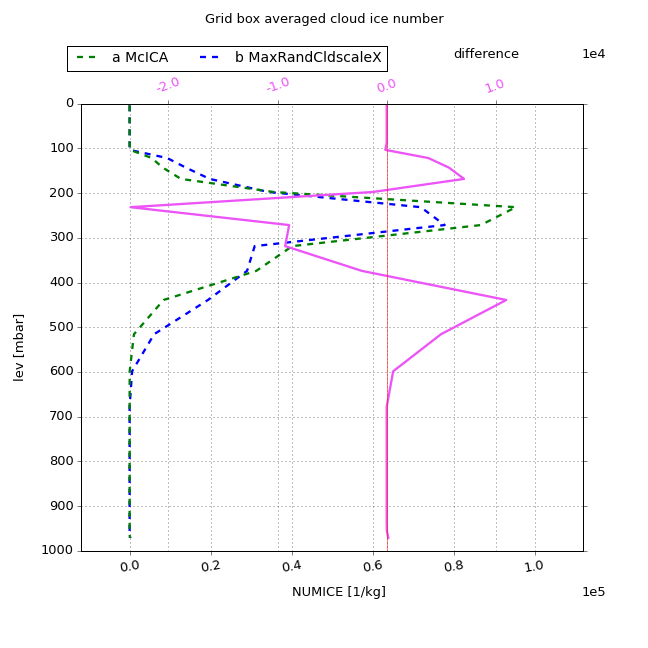 Grid box averaged cloud ice number
a McICA b MaxRandCldscaleX difference 1e4
-2.0 -1.0 0.0 1.0
0
100
200
300
400
500
600
700
800
900
1000
lev [mbar]
0.0 0.2 0.4 0.6 0.8 1.0
NUMICE [1/kg] 1e5